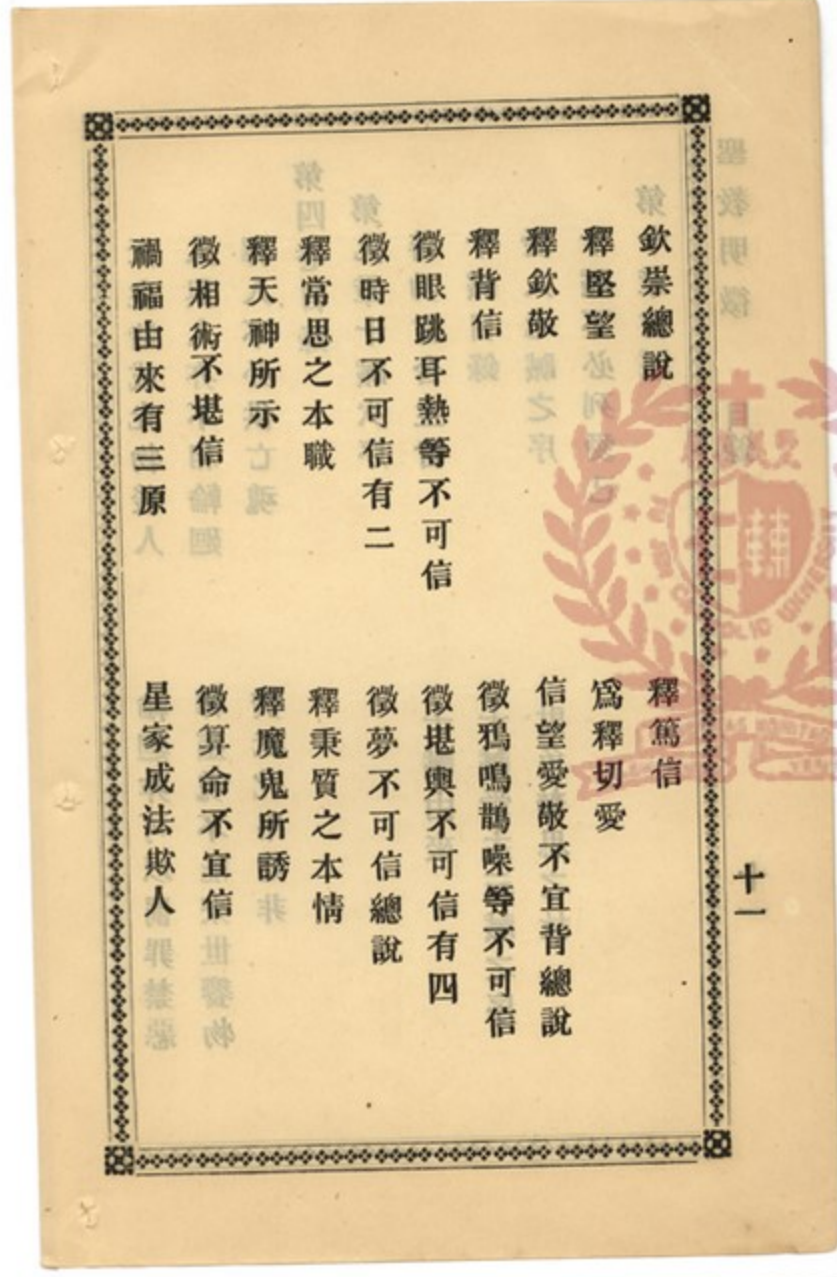 欽崇總說
釋篤信
釋堅望
爲釋切愛
釋欽敬
信望愛敬不宜背總說
釋背信
徵鴉鳴鵲噪等不可信
徵眼跳耳熱等不可信
徵堪輿不可信有四
徵時日不可信有二
徵夢不可信總說
釋常思之本職
釋秉質之本情
釋天神所示
釋魔鬼所誘
徵相術不堪信
徵算命不宜信
禍福由來有三原
星家成法欺人
十一